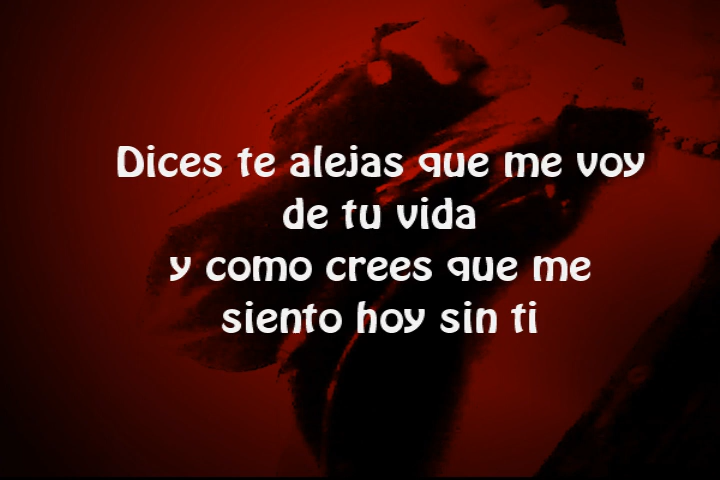 Dices te alejas que me voy
de tu vida
y como crees que me
siento hoy sin ti